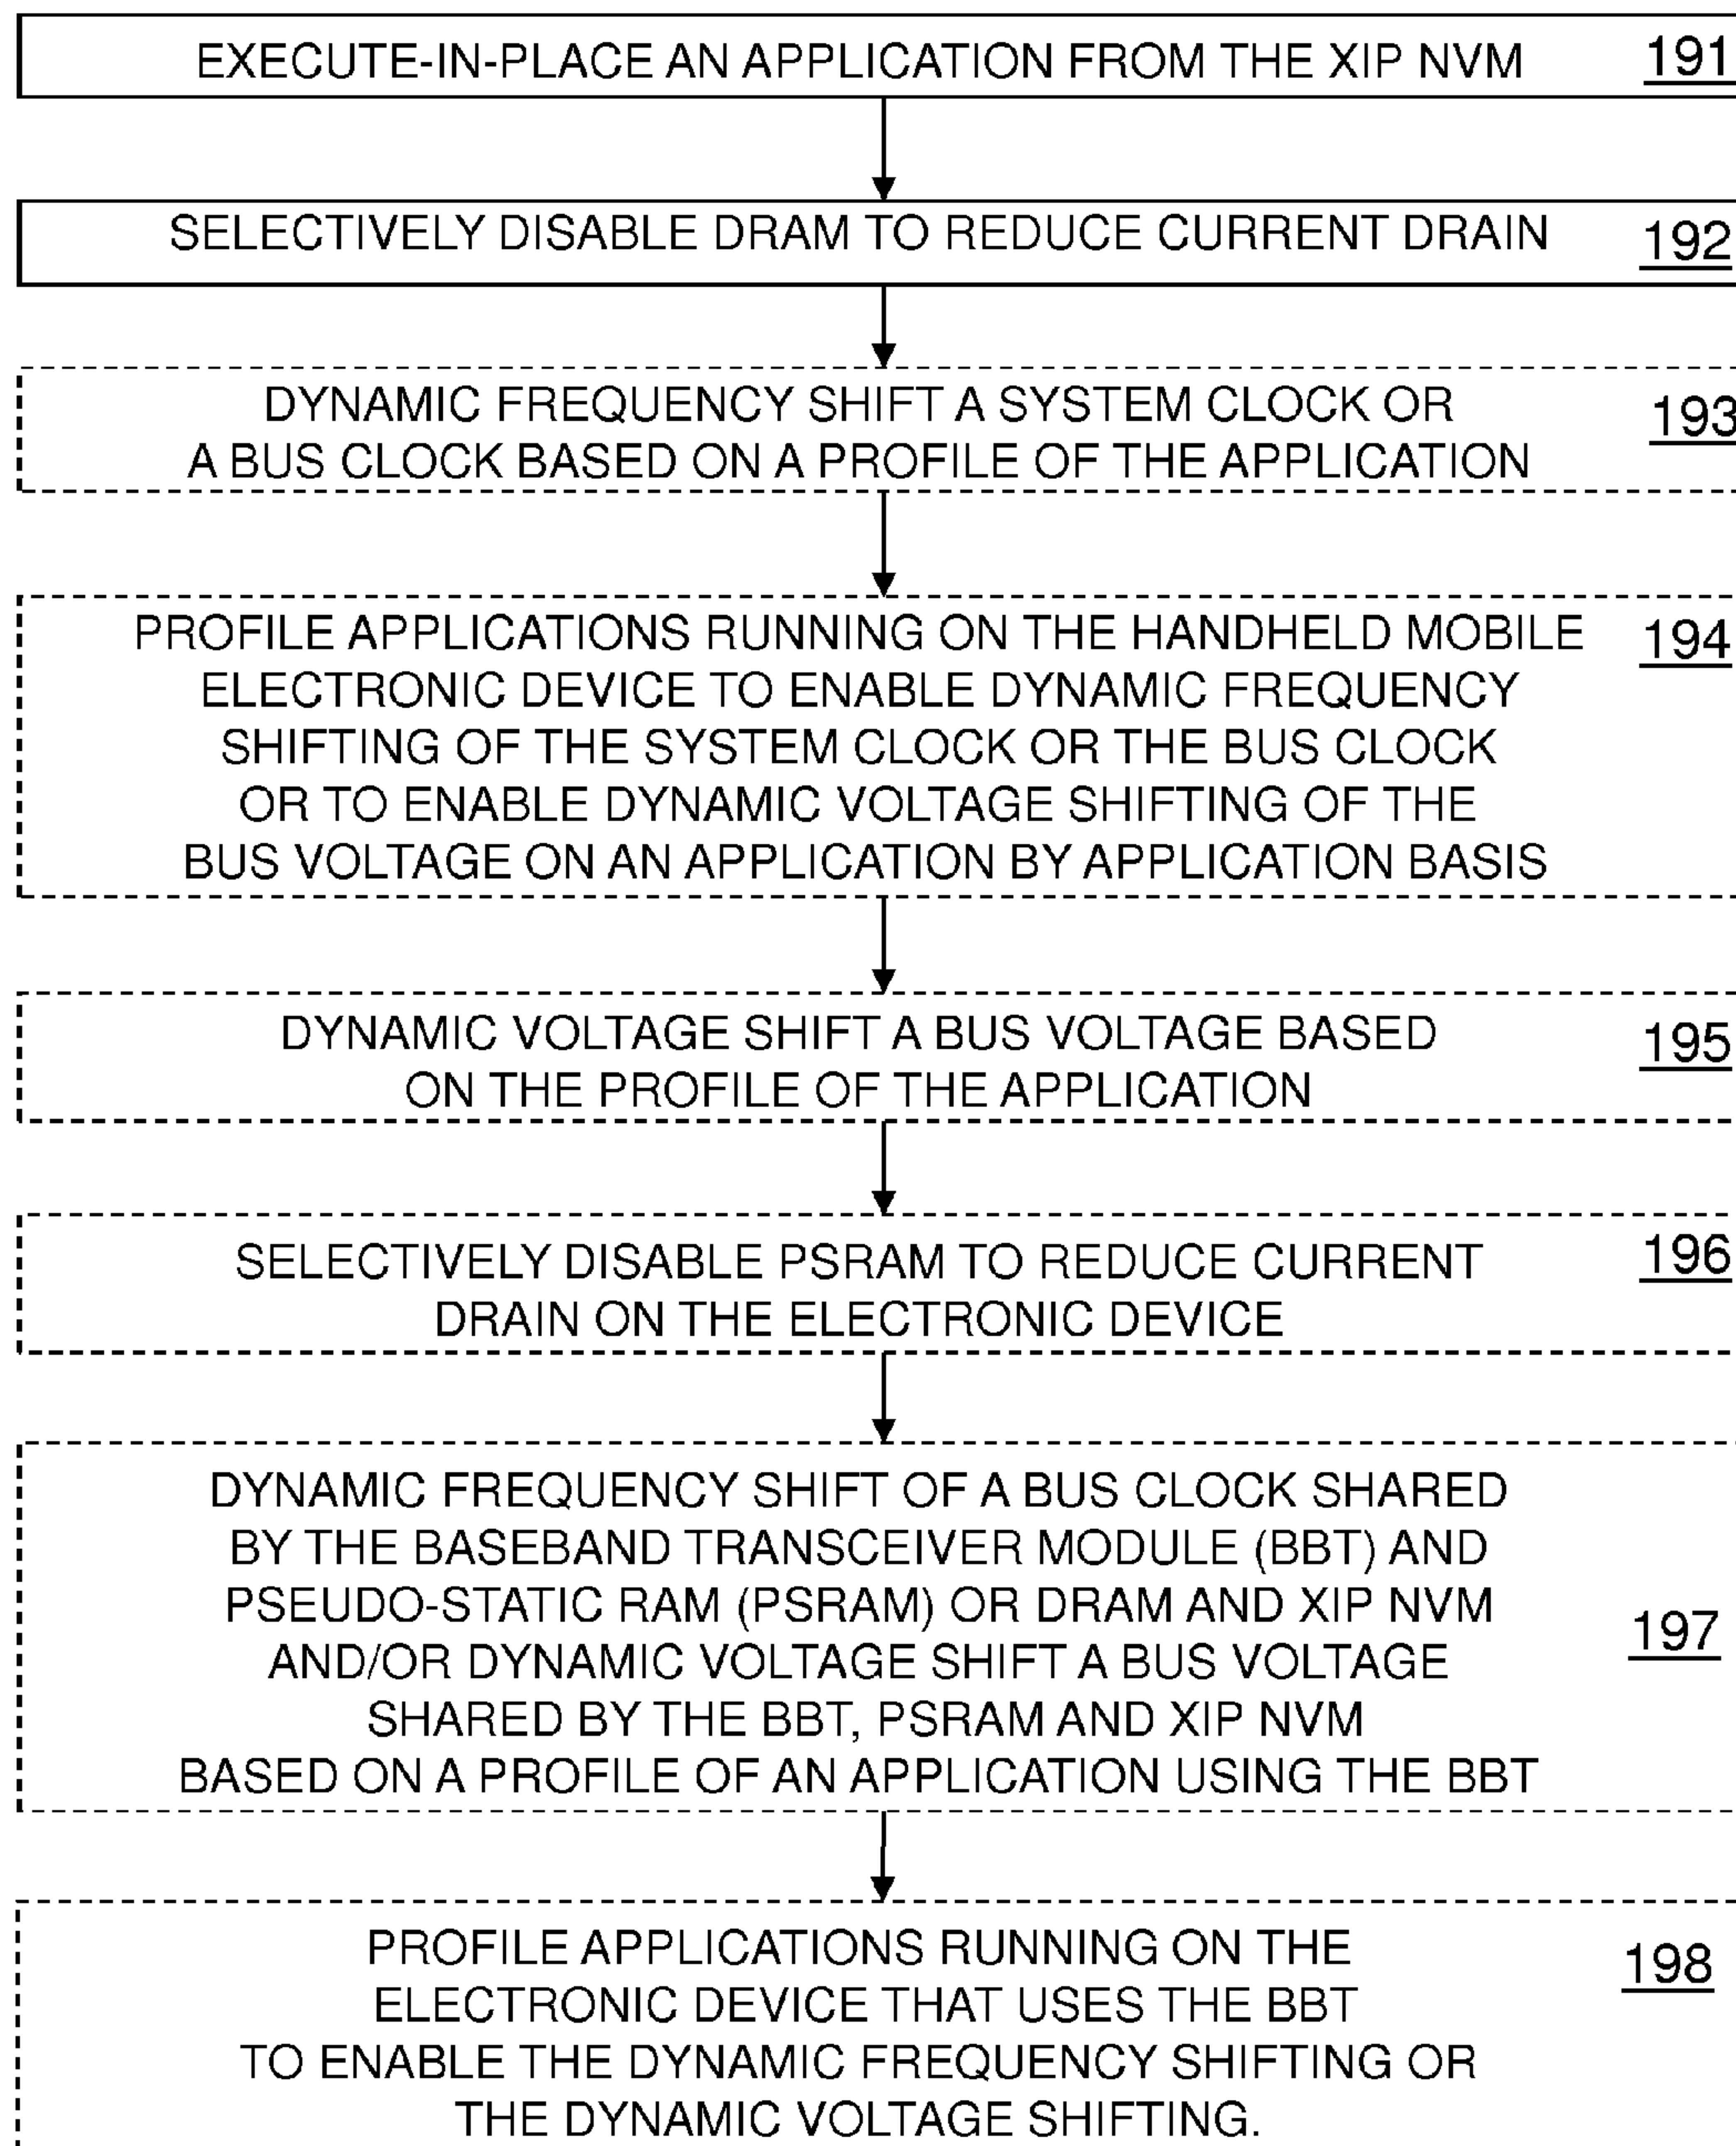 EXECUTE-IN-PLACE AN APPLICATION FROM THE XIP NVM 191
SELECTIVELY DISABLE DRAM TO REDUCE CURRENT DRAIN 192
DYNAMIC FREQUENCY SHIFT A SYSTEM CLOCK OR 193
A BUS CLOCK BASED ON A PROFILE OF THE APPLICATION
PROFILE APPLICATIONS RUNNING ON THE HANDHELD MOBILE 194
ELECTRONIC DEVICE TO ENABLE DYNAMIC FREQUENCY
SHIFTING OF THE SYSTEM CLOCK OR THE BUS CLOCK
OR TO ENABLE DYNAMIC VOLTAGE SHIFTING OF THE
BUS VOLTAGE ON AN APPLICATION BY APPLICATION BASIS
DYNAMIC VOLTAGE SHIFT A BUS VOLTAGE BASED 195
ON THE PROFILE OF THE APPLICATION
SELECTIVELY DISABLE PSRAM TO REDUCE CURRENT 196
DRAIN ON THE ELECTRONIC DEVICE
DYNAMIC FREQUENCY SHIFT OF A BUS CLOCK SHARED
BY THE BASEBAND TRANSCEIVER MODULE (BBT) AND
PSEUDO-STATIC RAM (PSRAM) OR DRAM AND XIP NVM 197
AND/OR DYNAMIC VOLTAGE SHIFT A BUS VOLTAGE
SHARED BY THE BBT, PSRAM AND XIP NVM
BASED ON A PROFILE OF AN APPLICATION USING THE BBT
PROFILE APPLICATIONS RUNNING ON THE 198
ELECTRONIC DEVICE THAT USES THE BBT
TO ENABLE THE DYNAMIC FREQUENCY SHIFTING OR
THE DYNAMIC VOLTAGE SHIFTING.